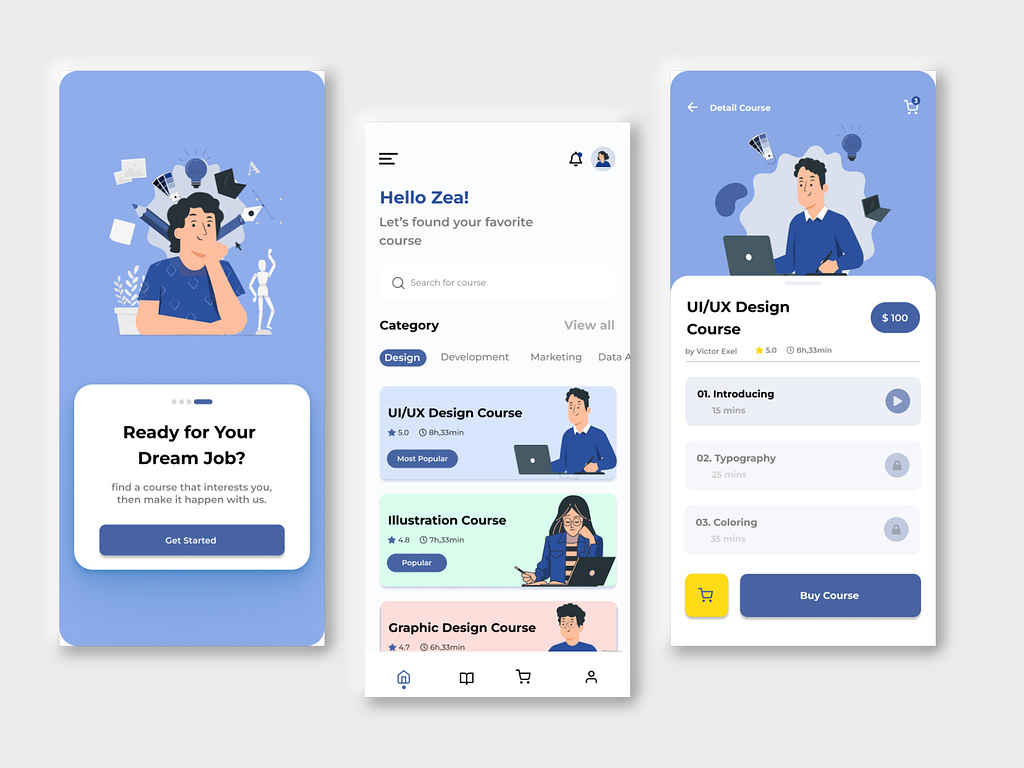 A
Ready for Your
Dream Job?
find a course that interests you,
then make it happen with us.
Get Started
Hello Zea!
Let's found your favorite
course
Search for course
Category
View all
Design
Development
Marketing
Data A
UI/UX Design Course
5.0
8h,33min
Most Popular
Illustration Course
4.8
7h,33min
Popular
Graphic Design Course
4.7
6h,33min
Detail Course
3
UI/UX Design
Course
$ 100
by Victor Exel
5.0
8h,33min
01. Introducing
15 mins
02. Typography
25 mins
03. Coloring
35 mins
Buy Course